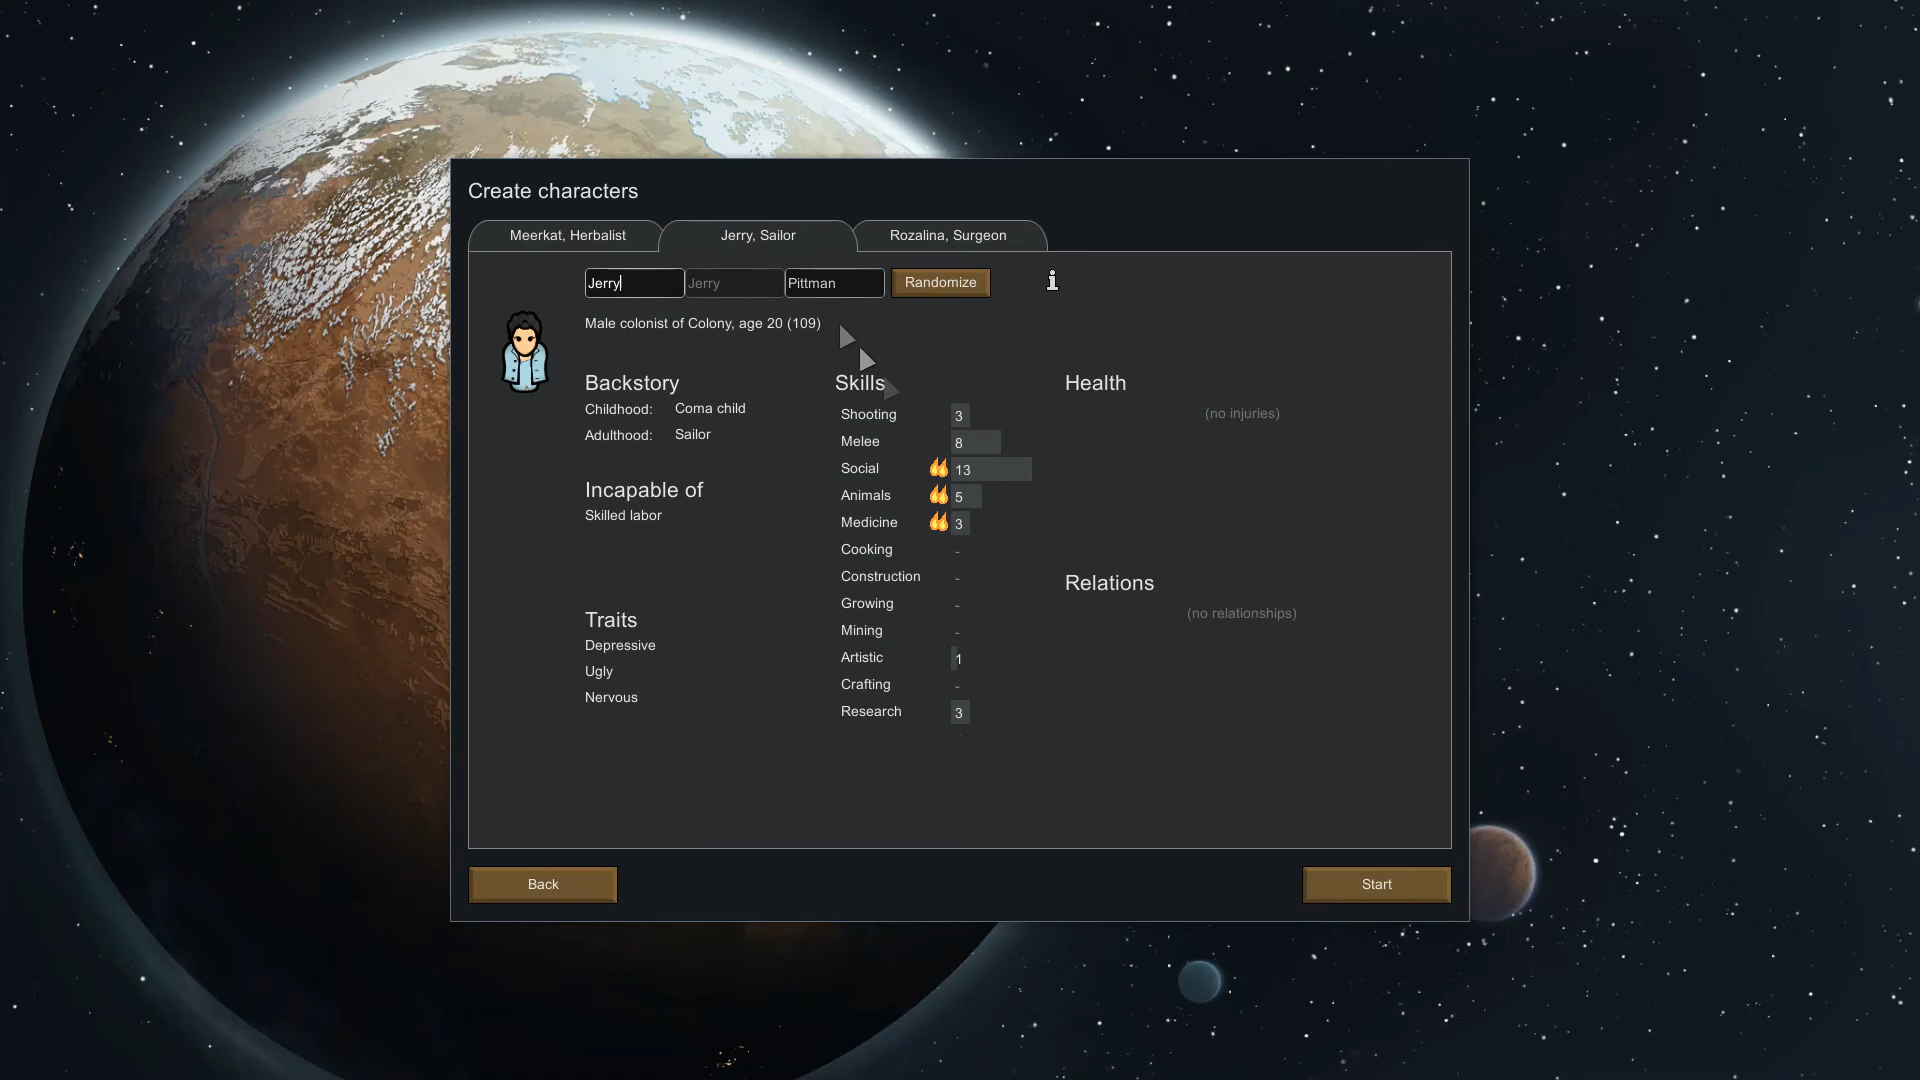 Create characters
Meerkat, Herbalist
Jerry, Sailor
Rozalina, Surgeon
Jerry
Jerry
Pittman
Randomize
Male colonist of Colony, age 20 (109)
Backstory
Childhood: Coma child
Adulthood: Sailor
Incapable of
Skilled labor
Traits
Depressive
Ugly
Nervous
Skills
Shooting 3
Melee 8
Social 13
Animals 5
Medicine 3
Cooking -
Construction -
Growing -
Mining -
Artistic 1
Crafting -
Research 3
Health
(no injuries)
Relations
(no relationships)
Back
Start